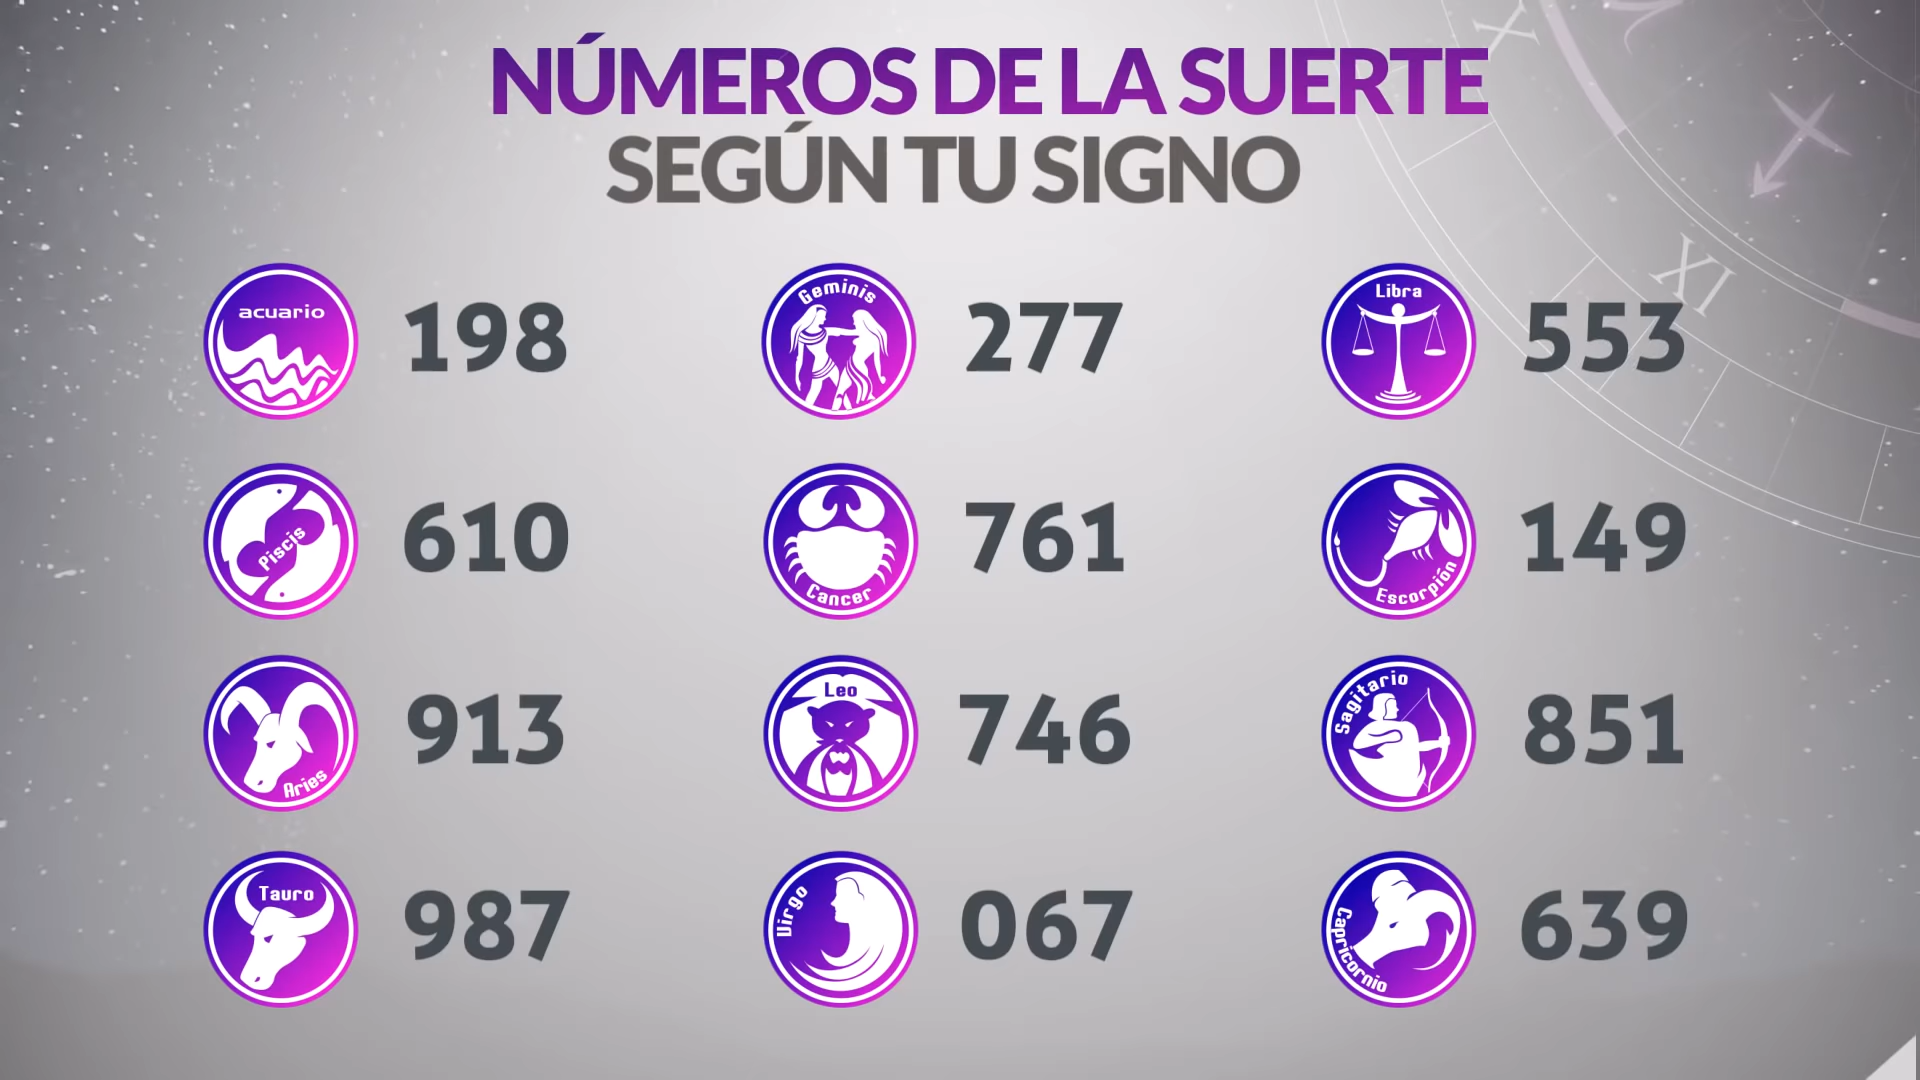 NÚMEROS DE LA SUERTE
SEGÚN TU SIGNO
X
XI
acuario 198
Geminis 277
Libra 553
Piscis 610
Cancer 761
Escorpión 149
Aries 913
Leo 746
Sagitario 851
Tauro 987
Virgo 067
Capricornio 639